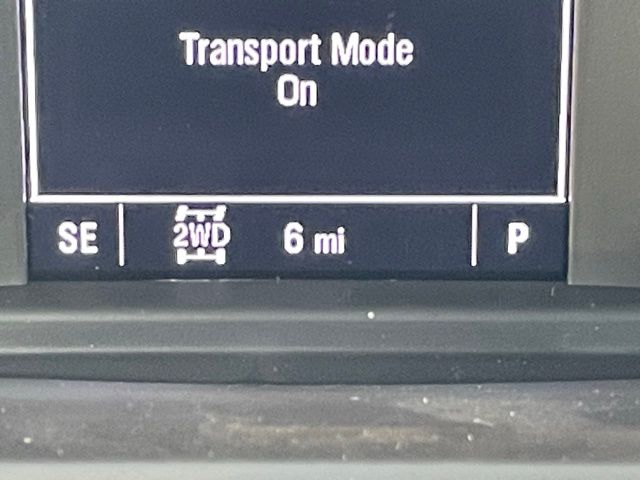 Transport Mode
On
SE 2WD 6 mi P